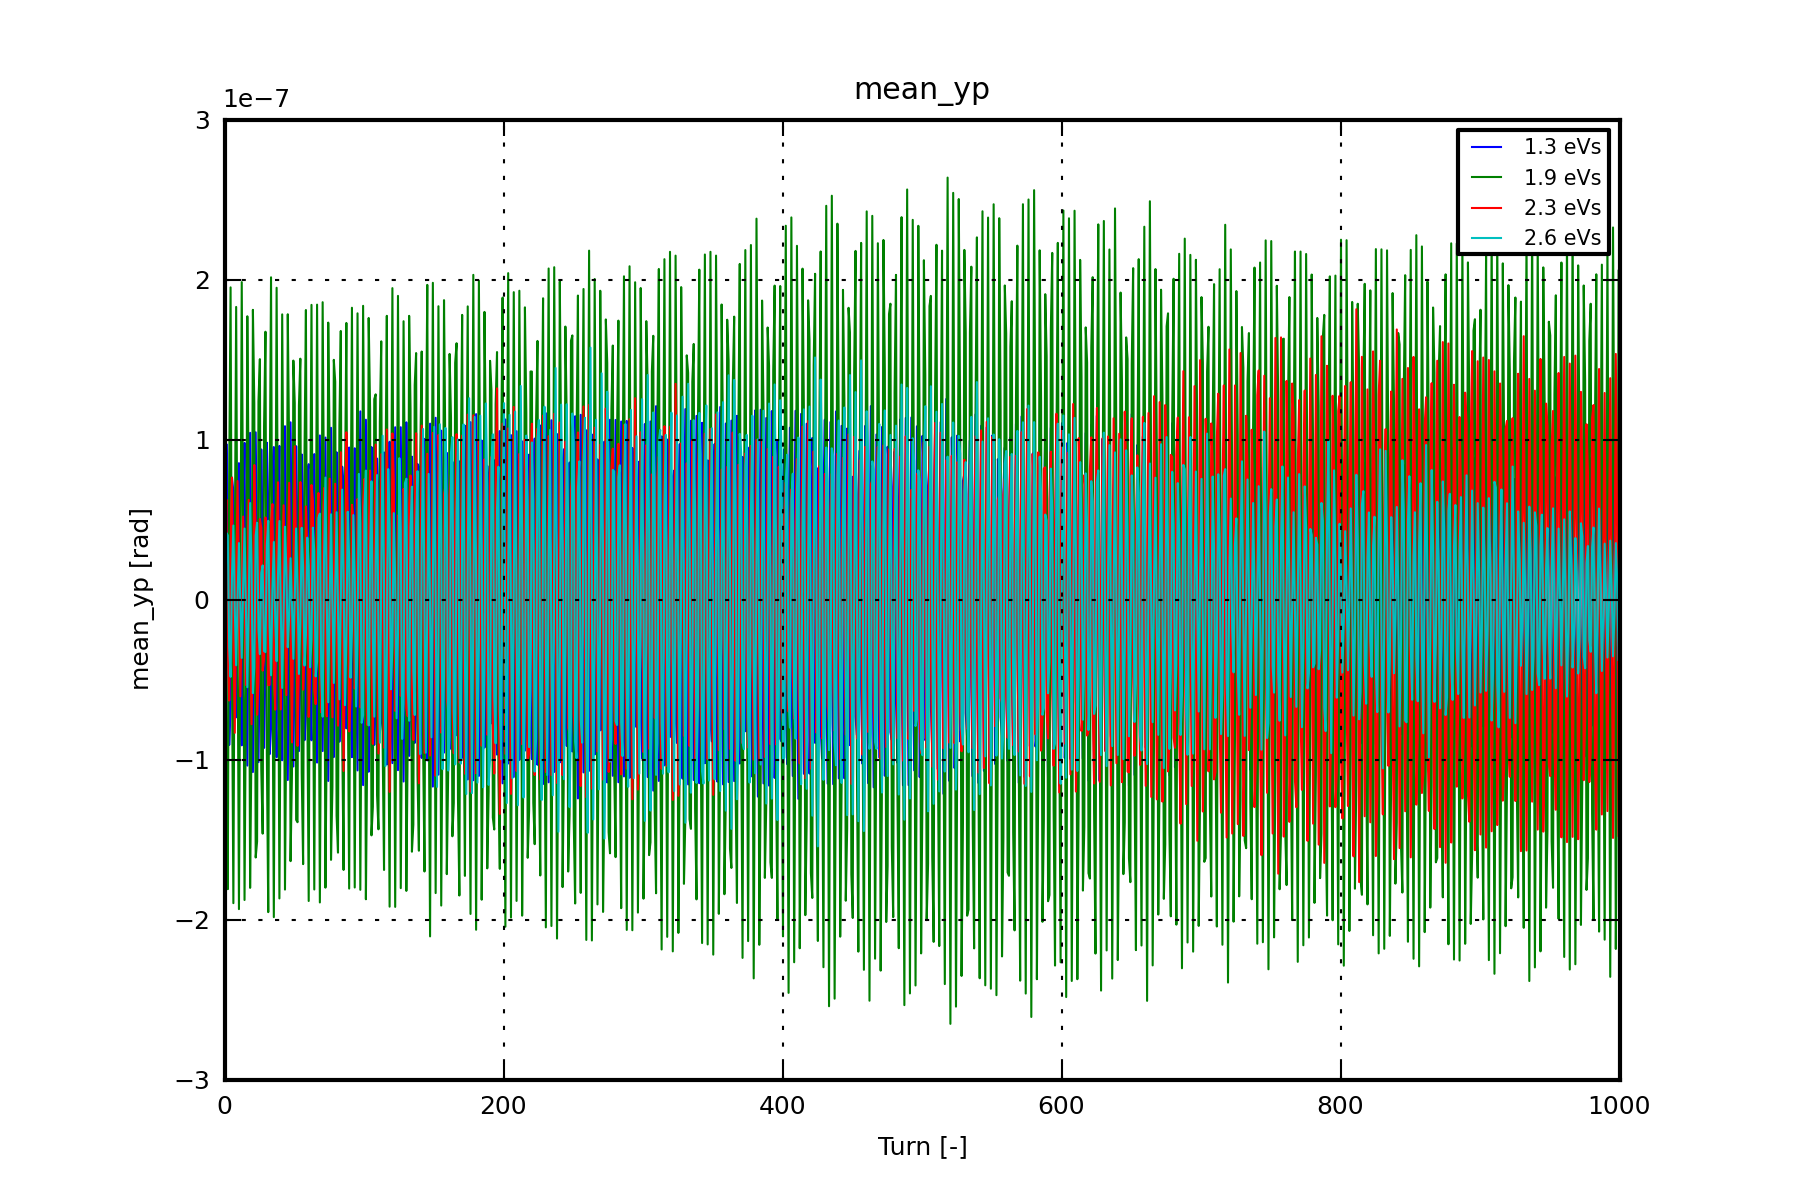 mean_yp
1e−7
3
2
1
0
−1
−2
−3
mean_yp [rad]
1.3 eVs
1.9 eVs
2.3 eVs
2.6 eVs
0 200 400 600 800 1000
Turn [-]